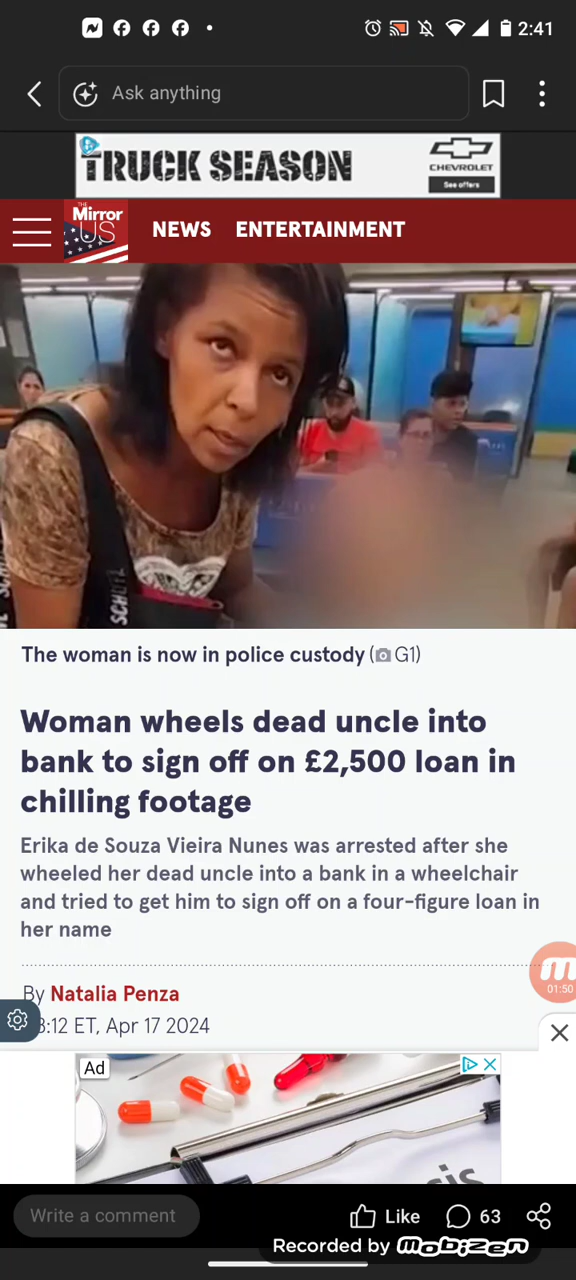 2:41
Ask anything
TRUCK SEASON
CHEVROLET
See offers
THE
Mirror
US
NEWS ENTERTAINMENT
SCHUTZ
The woman is now in police custody (G1)
Woman wheels dead uncle into
bank to sign off on £2,500 loan in
chilling footage
Erika de Souza Vieira Nunes was arrested after she
wheeled her dead uncle into a bank in a wheelchair
and tried to get him to sign off on a four-figure loan in
her name
By Natalia Penza
3:12 ET, Apr 17 2024
01:50
Ad
sis
Write a comment
Like
63
Recorded by mobizen